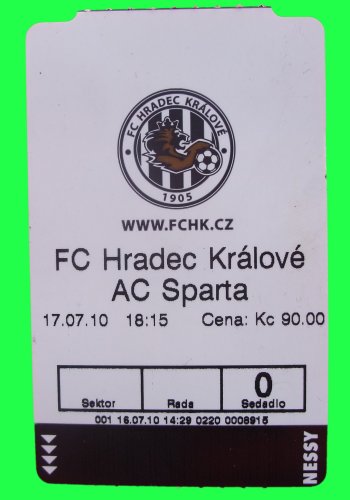 FC HRADEC KRÁLOVÉ
1905
WWW.FCHK.CZ
FC Hradec Králové
AC Sparta
17.07.10 18:15 Cena: Kc 90.00
0
Sektor Rada Sedadlo
001 16.07.10 14:29 0220 0008915
NESSY